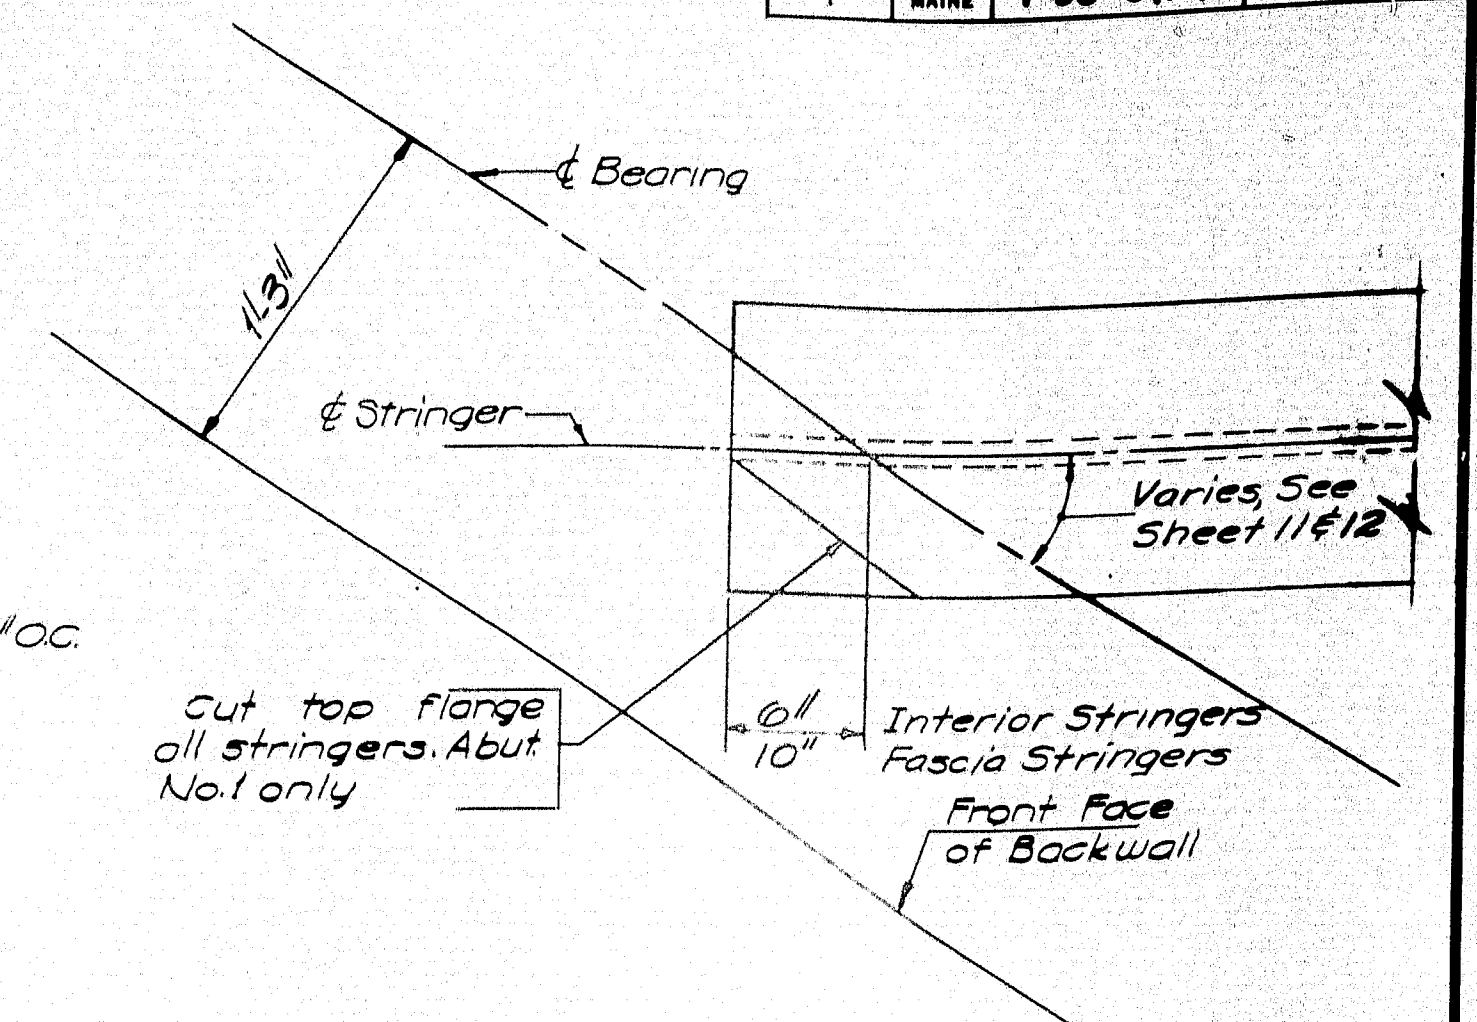 MAINE
℄ Bearing
1'-3"
℄ Stringer
Varies, See
Sheet 11 & 12
" O.C.
Cut top flange
all stringers. Abut.
No.1 only
6" Interior Stringers
10" Fascia Stringers
Front Face
of Backwall